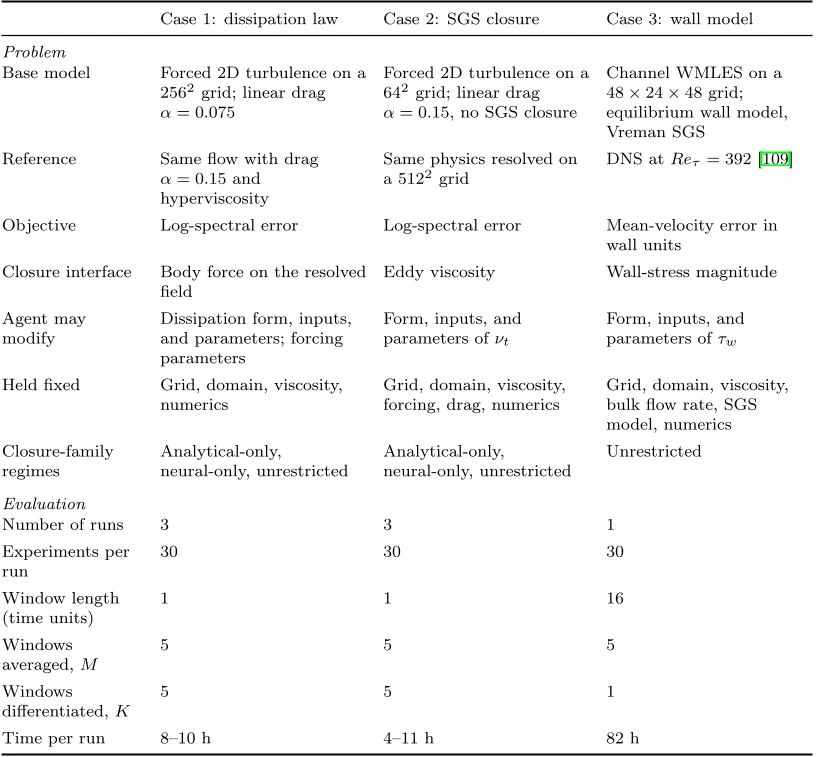 Case 1: dissipation law Case 2: SGS closure Case 3: wall model
Problem
Base model Forced 2D turbulence on a Forced 2D turbulence on a Channel WMLES on a
256² grid; linear drag 64² grid; linear drag 48 × 24 × 48 grid;
α = 0.075 α = 0.15, no SGS closure equilibrium wall model,
Vreman SGS
Reference Same flow with drag Same physics resolved on DNS at Reτ = 392 [109]
α = 0.15 and a 512² grid
hyperviscosity
Objective Log-spectral error Log-spectral error Mean-velocity error in
wall units
Closure interface Body force on the resolved Eddy viscosity Wall-stress magnitude
field
Agent may Dissipation form, inputs, Form, inputs, and Form, inputs, and
modify and parameters; forcing parameters of νt parameters of τw
parameters
Held fixed Grid, domain, viscosity, Grid, domain, viscosity, Grid, domain, viscosity,
numerics forcing, drag, numerics bulk flow rate, SGS
model, numerics
Closure-family Analytical-only, Analytical-only, Unrestricted
regimes neural-only, unrestricted neural-only, unrestricted
Evaluation
Number of runs 3 3 1
Experiments per 30 30 30
run
Window length 1 1 16
(time units)
Windows 5 5 5
averaged, M
Windows 5 5 1
differentiated, K
Time per run 8–10 h 4–11 h 82 h